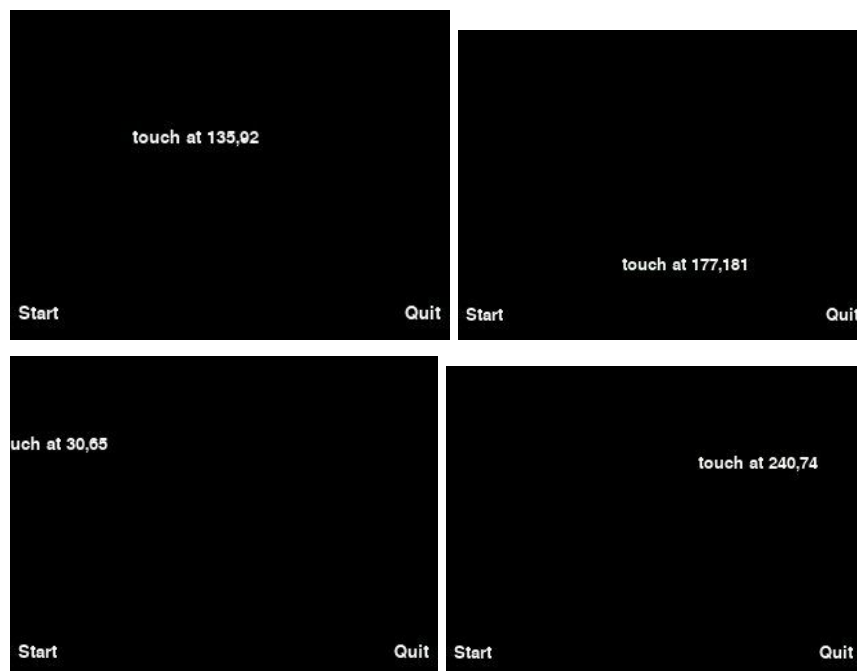 touch at 135,92
Start
Quit
touch at 177,181
Start
Quit
uch at 30,65
Start
Quit
touch at 240,74
Start
Quit